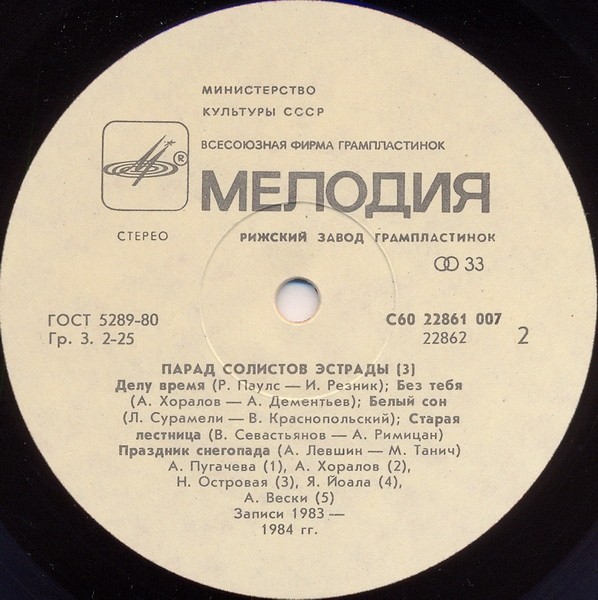 МИНИСТЕРСТВО
КУЛЬТУРЫ СССР
ВСЕСОЮЗНАЯ ФИРМА ГРАМПЛАСТИНОК
®
МЕЛОДИЯ
СТЕРЕО
РИЖСКИЙ ЗАВОД ГРАМПЛАСТИНОК
33
ГОСТ 5289-80
С60 22861 007
Гр. 3. 2-25
22862
2
ПАРАД СОЛИСТОВ ЭСТРАДЫ (3)
Делу время (Р. Паулс — И. Резник); Без тебя
(А. Хоралов — А. Дементьев); Белый сон
(Л. Сурамели — В. Краснопольский); Старая
лестница (В. Севастьянов — А. Римицан)
Праздник снегопада (А. Левшин — М. Танич)
А. Пугачева (1), А. Хоралов (2),
Н. Островая (3), Я. Йоала (4),
А. Вески (5)
Записи 1983 —
1984 гг.